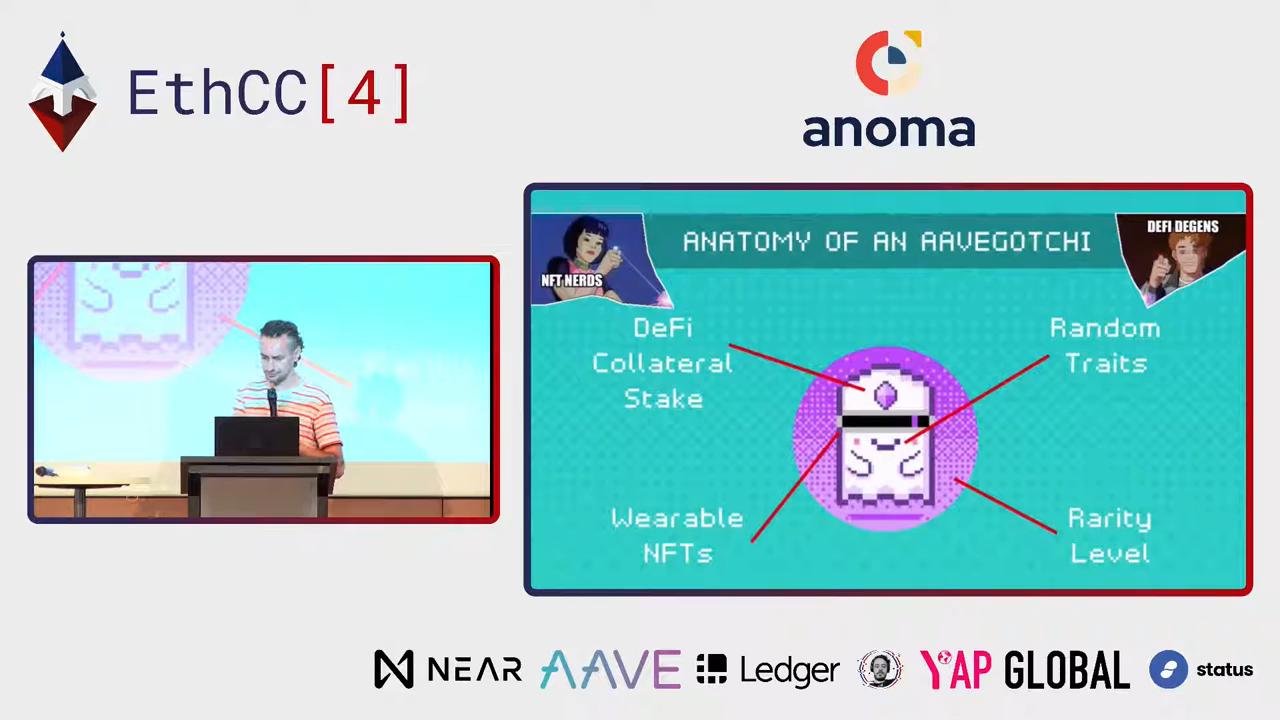 EthCC[4]
anoma
ANATOMY OF AN AAVEGOTCHI
NFT NERDS
DEFI DEGENS
DeFi
Collateral
Stake
Random
Traits
Wearable
NFTs
Rarity
Level
NEAR
AAVE
Ledger
YAP GLOBAL
status